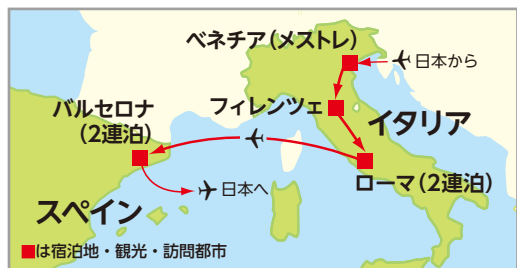 ベネチア(メストレ)
日本から
バルセロナ
(2連泊)
フィレンツェ
イタリア
ローマ(2連泊)
日本へ
スペイン
■は宿泊地・観光・訪問都市